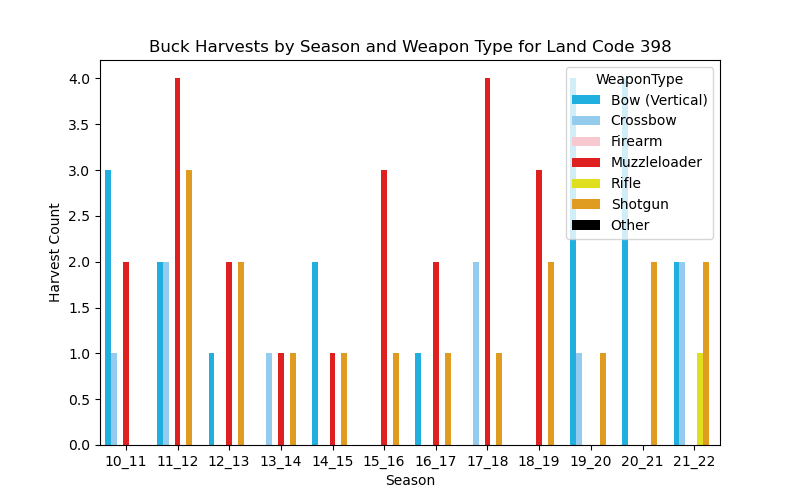 Buck Harvests by Season and Weapon Type for Land Code 398
WeaponType
Bow (Vertical)
Crossbow
Firearm
Muzzleloader
Rifle
Shotgun
Other
Harvest Count
4.0
3.5
3.0
2.5
2.0
1.5
1.0
0.5
0.0
10_11 11_12 12_13 13_14 14_15 15_16 16_17 17_18 18_19 19_20 20_21 21_22
Season